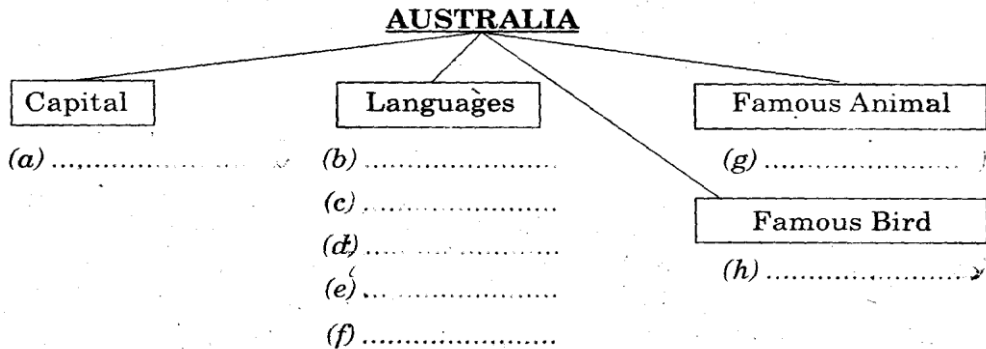 AUSTRALIA
Capital
Languages
Famous Animal
(a) ........................
(b) ........................
(g) ........................
(c) ........................
Famous Bird
(d) ........................
(h) ........................
(e) ........................
(f) ........................